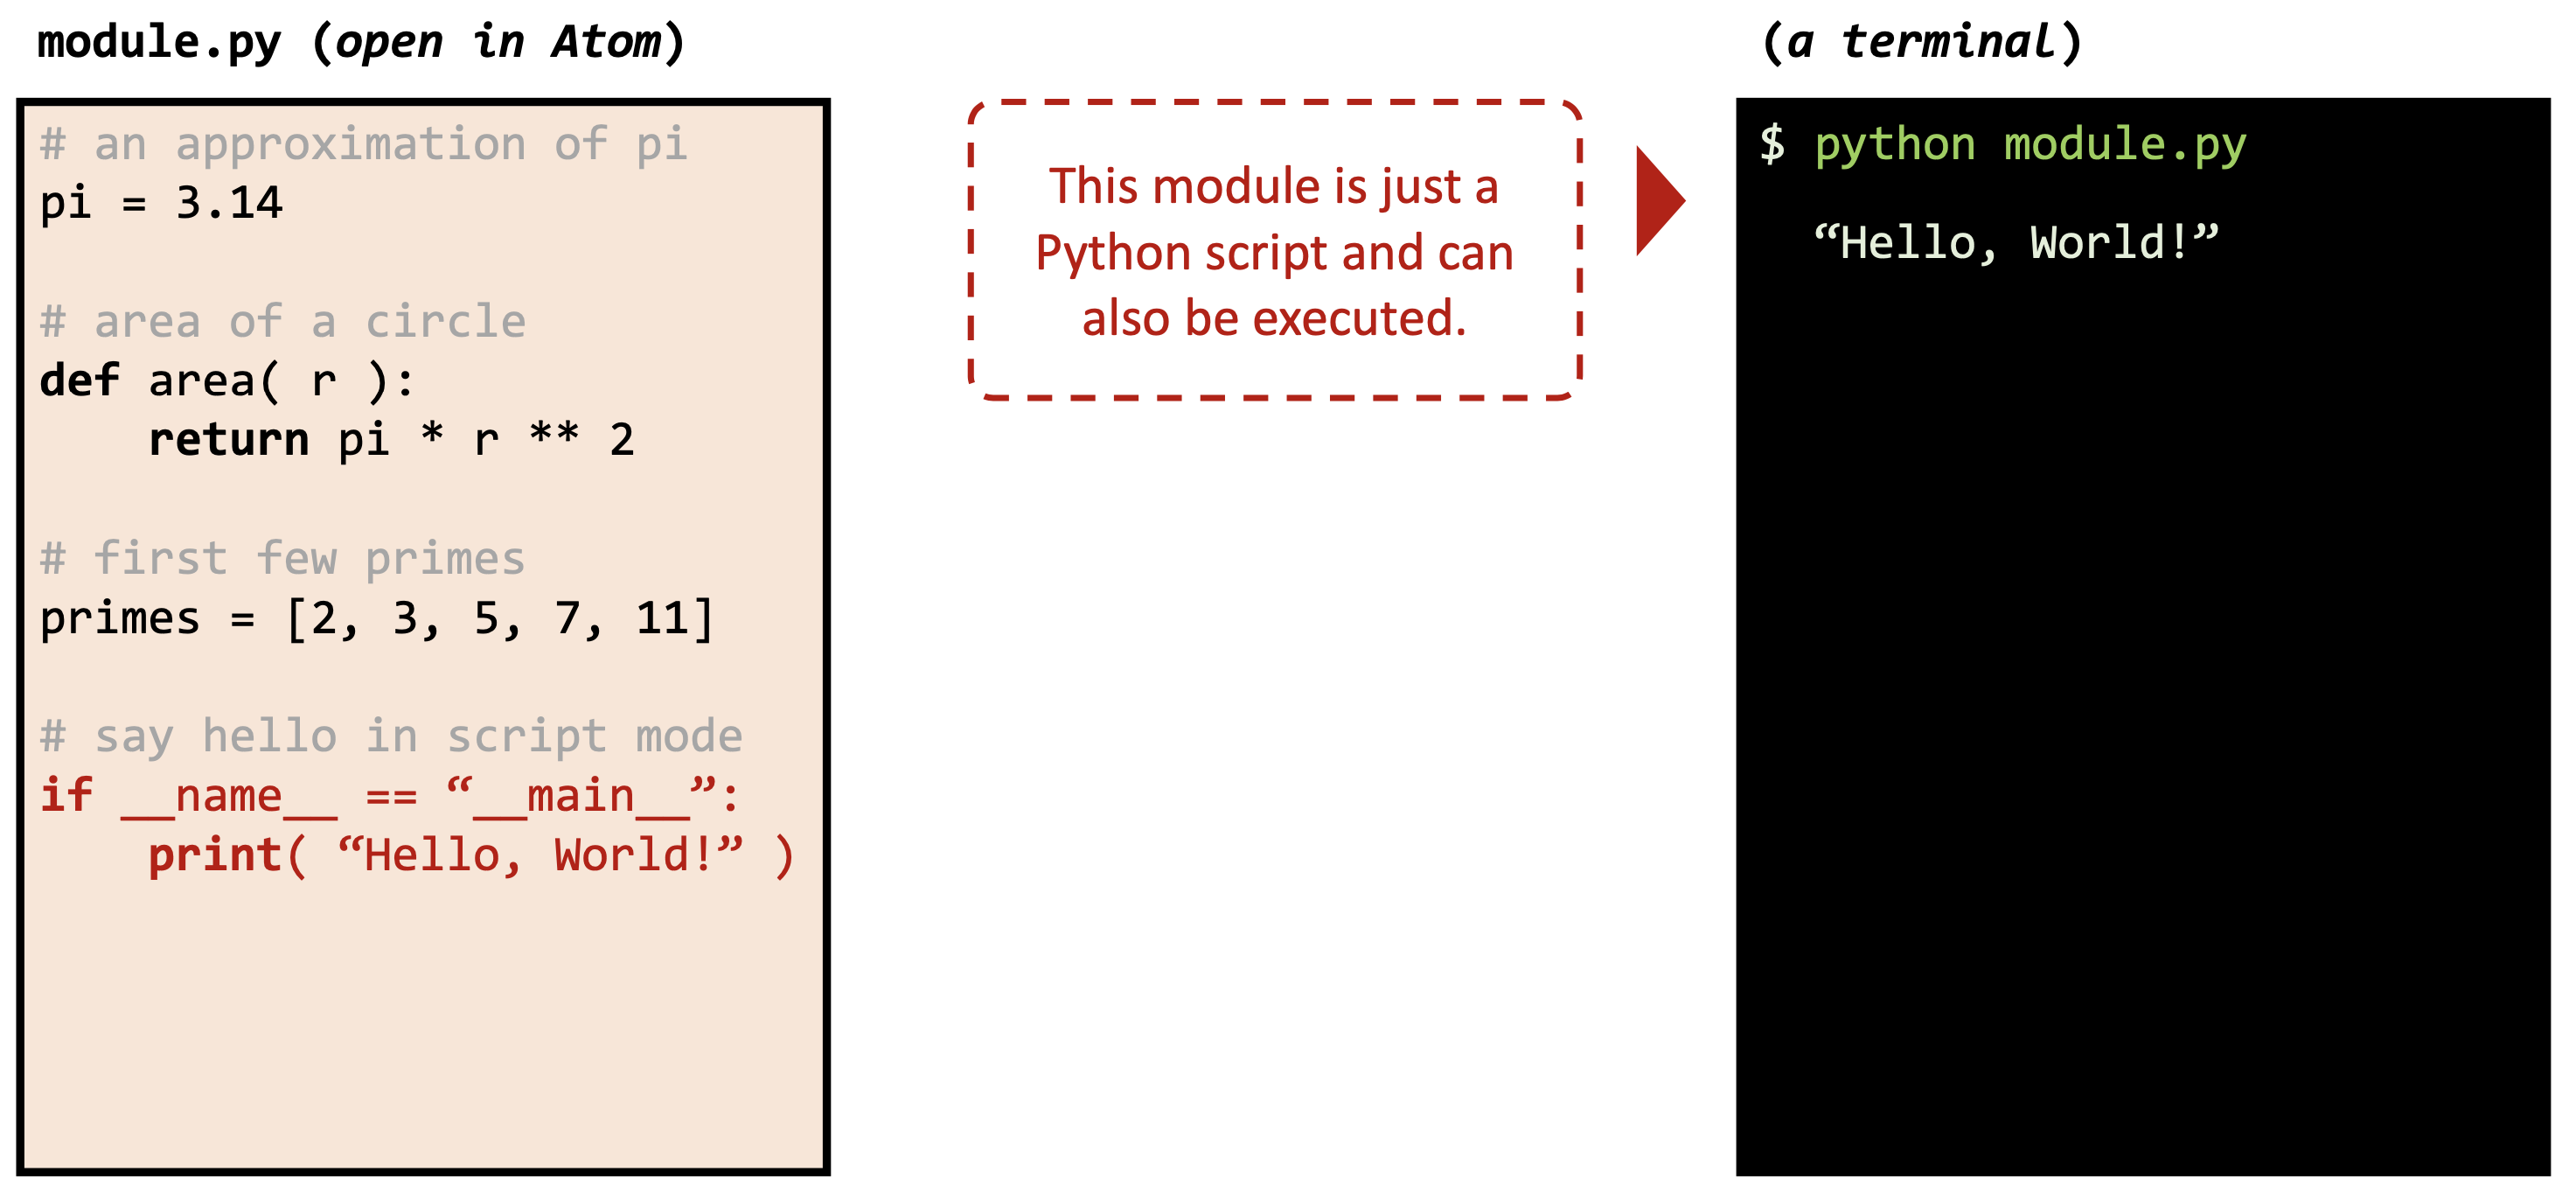 module.py (open in Atom)
# an approximation of pi
pi = 3.14
# area of a circle
def area( r ):
    return pi * r ** 2
# first few primes
primes = [2, 3, 5, 7, 11]
# say hello in script mode
if __name__ == “__main__”:
    print( “Hello, World!” )
This module is just a
Python script and can
also be executed.
(a terminal)
$ python module.py
“Hello, World!”